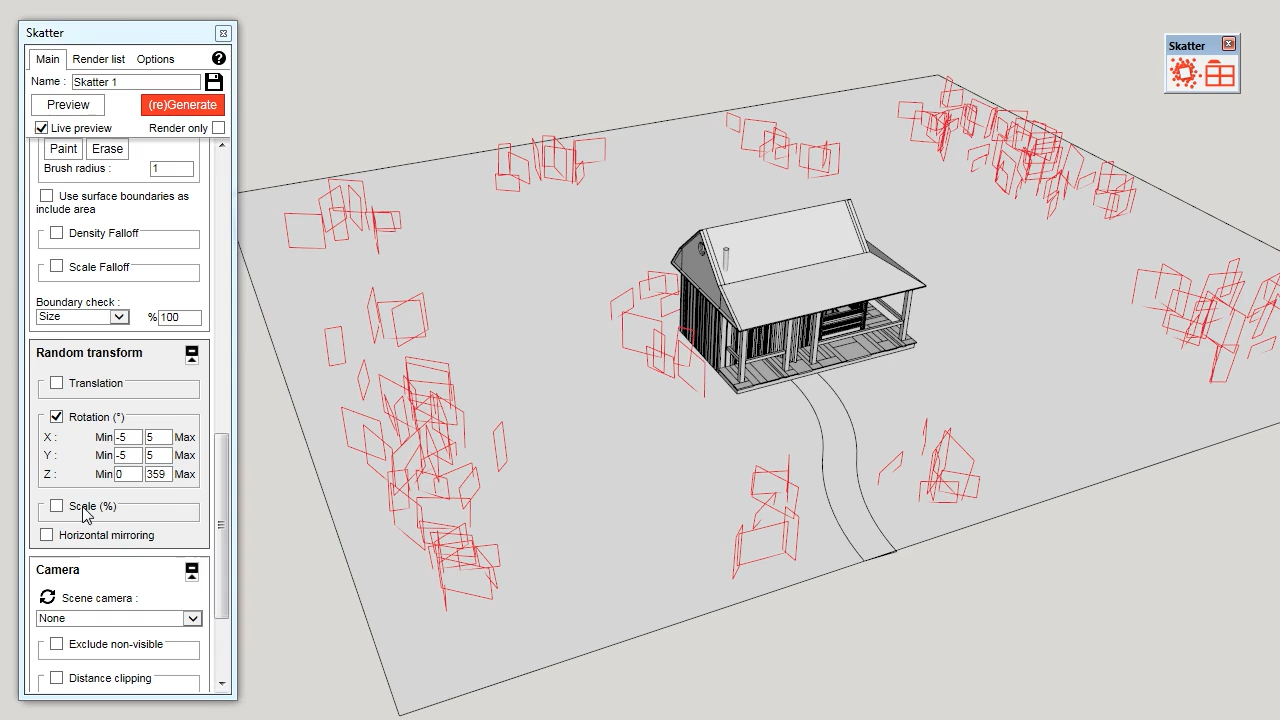 Skatter
Main Render list Options
Name : Skatter 1
Preview (re)Generate
Live preview Render only
Paint Erase
Brush radius : 1
Use surface boundaries as
include area
Density Falloff
Scale Falloff
Boundary check :
Size % 100
Random transform
Translation
Rotation (°)
X : Min -5 5 Max
Y : Min -5 5 Max
Z : Min 0 359 Max
Scale (%)
Horizontal mirroring
Camera
Scene camera :
None
Exclude non-visible
Distance clipping
Skatter